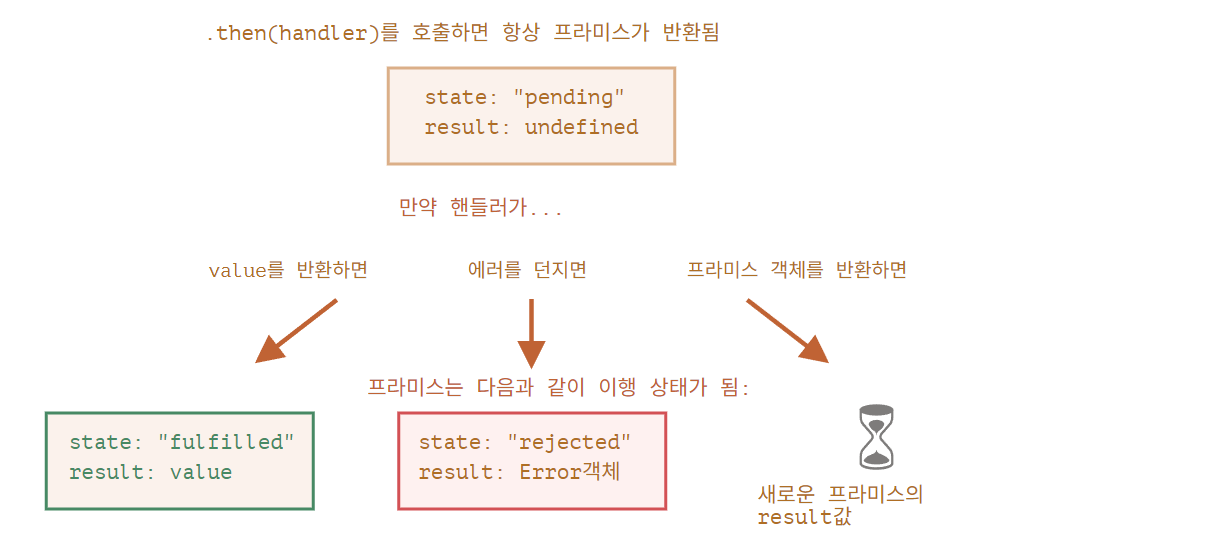 .then(handler)를 호출하면 항상 프라미스가 반환됨
state: "pending"
result: undefined
만약 핸들러가...
value를 반환하면
에러를 던지면
프라미스 객체를 반환하면
프라미스는 다음과 같이 이행 상태가 됨:
state: "fulfilled"
result: value
state: "rejected"
result: Error객체
새로운 프라미스의
result값